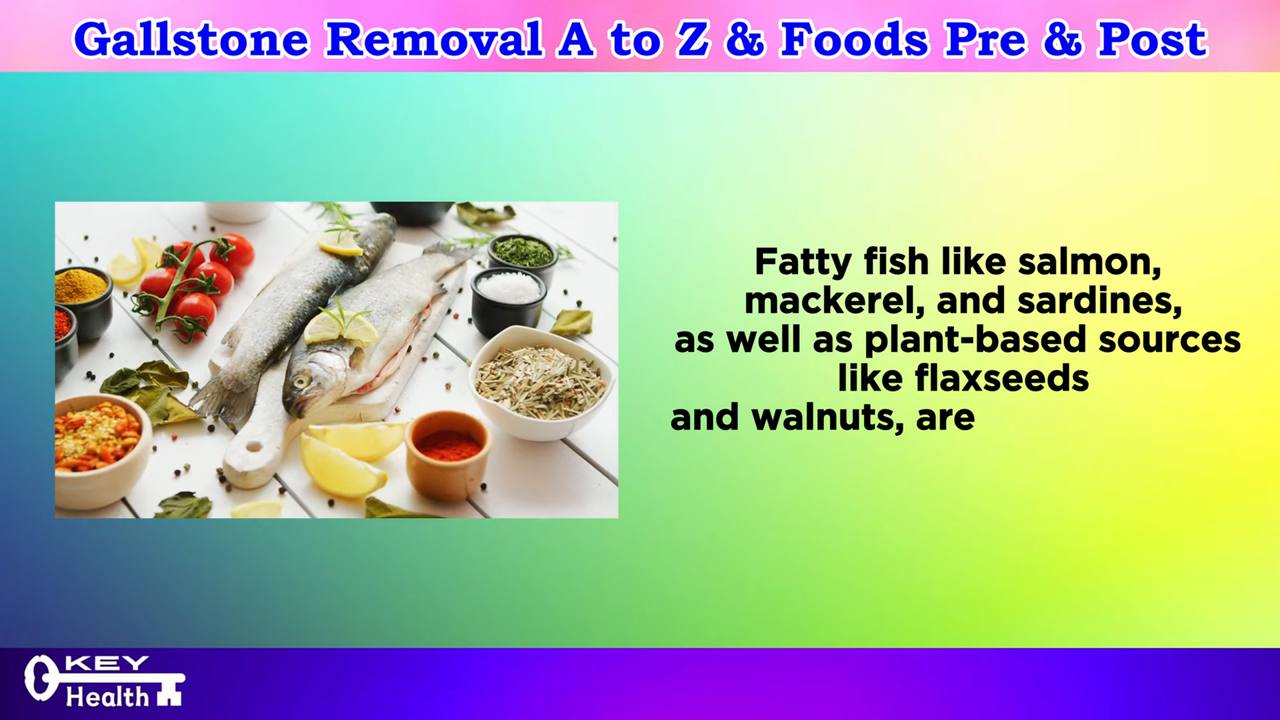 Gallstone Removal A to Z & Foods Pre & Post
Fatty fish like salmon,
mackerel, and sardines,
as well as plant-based sources
like flaxseeds
and walnuts, are
KEY
Health